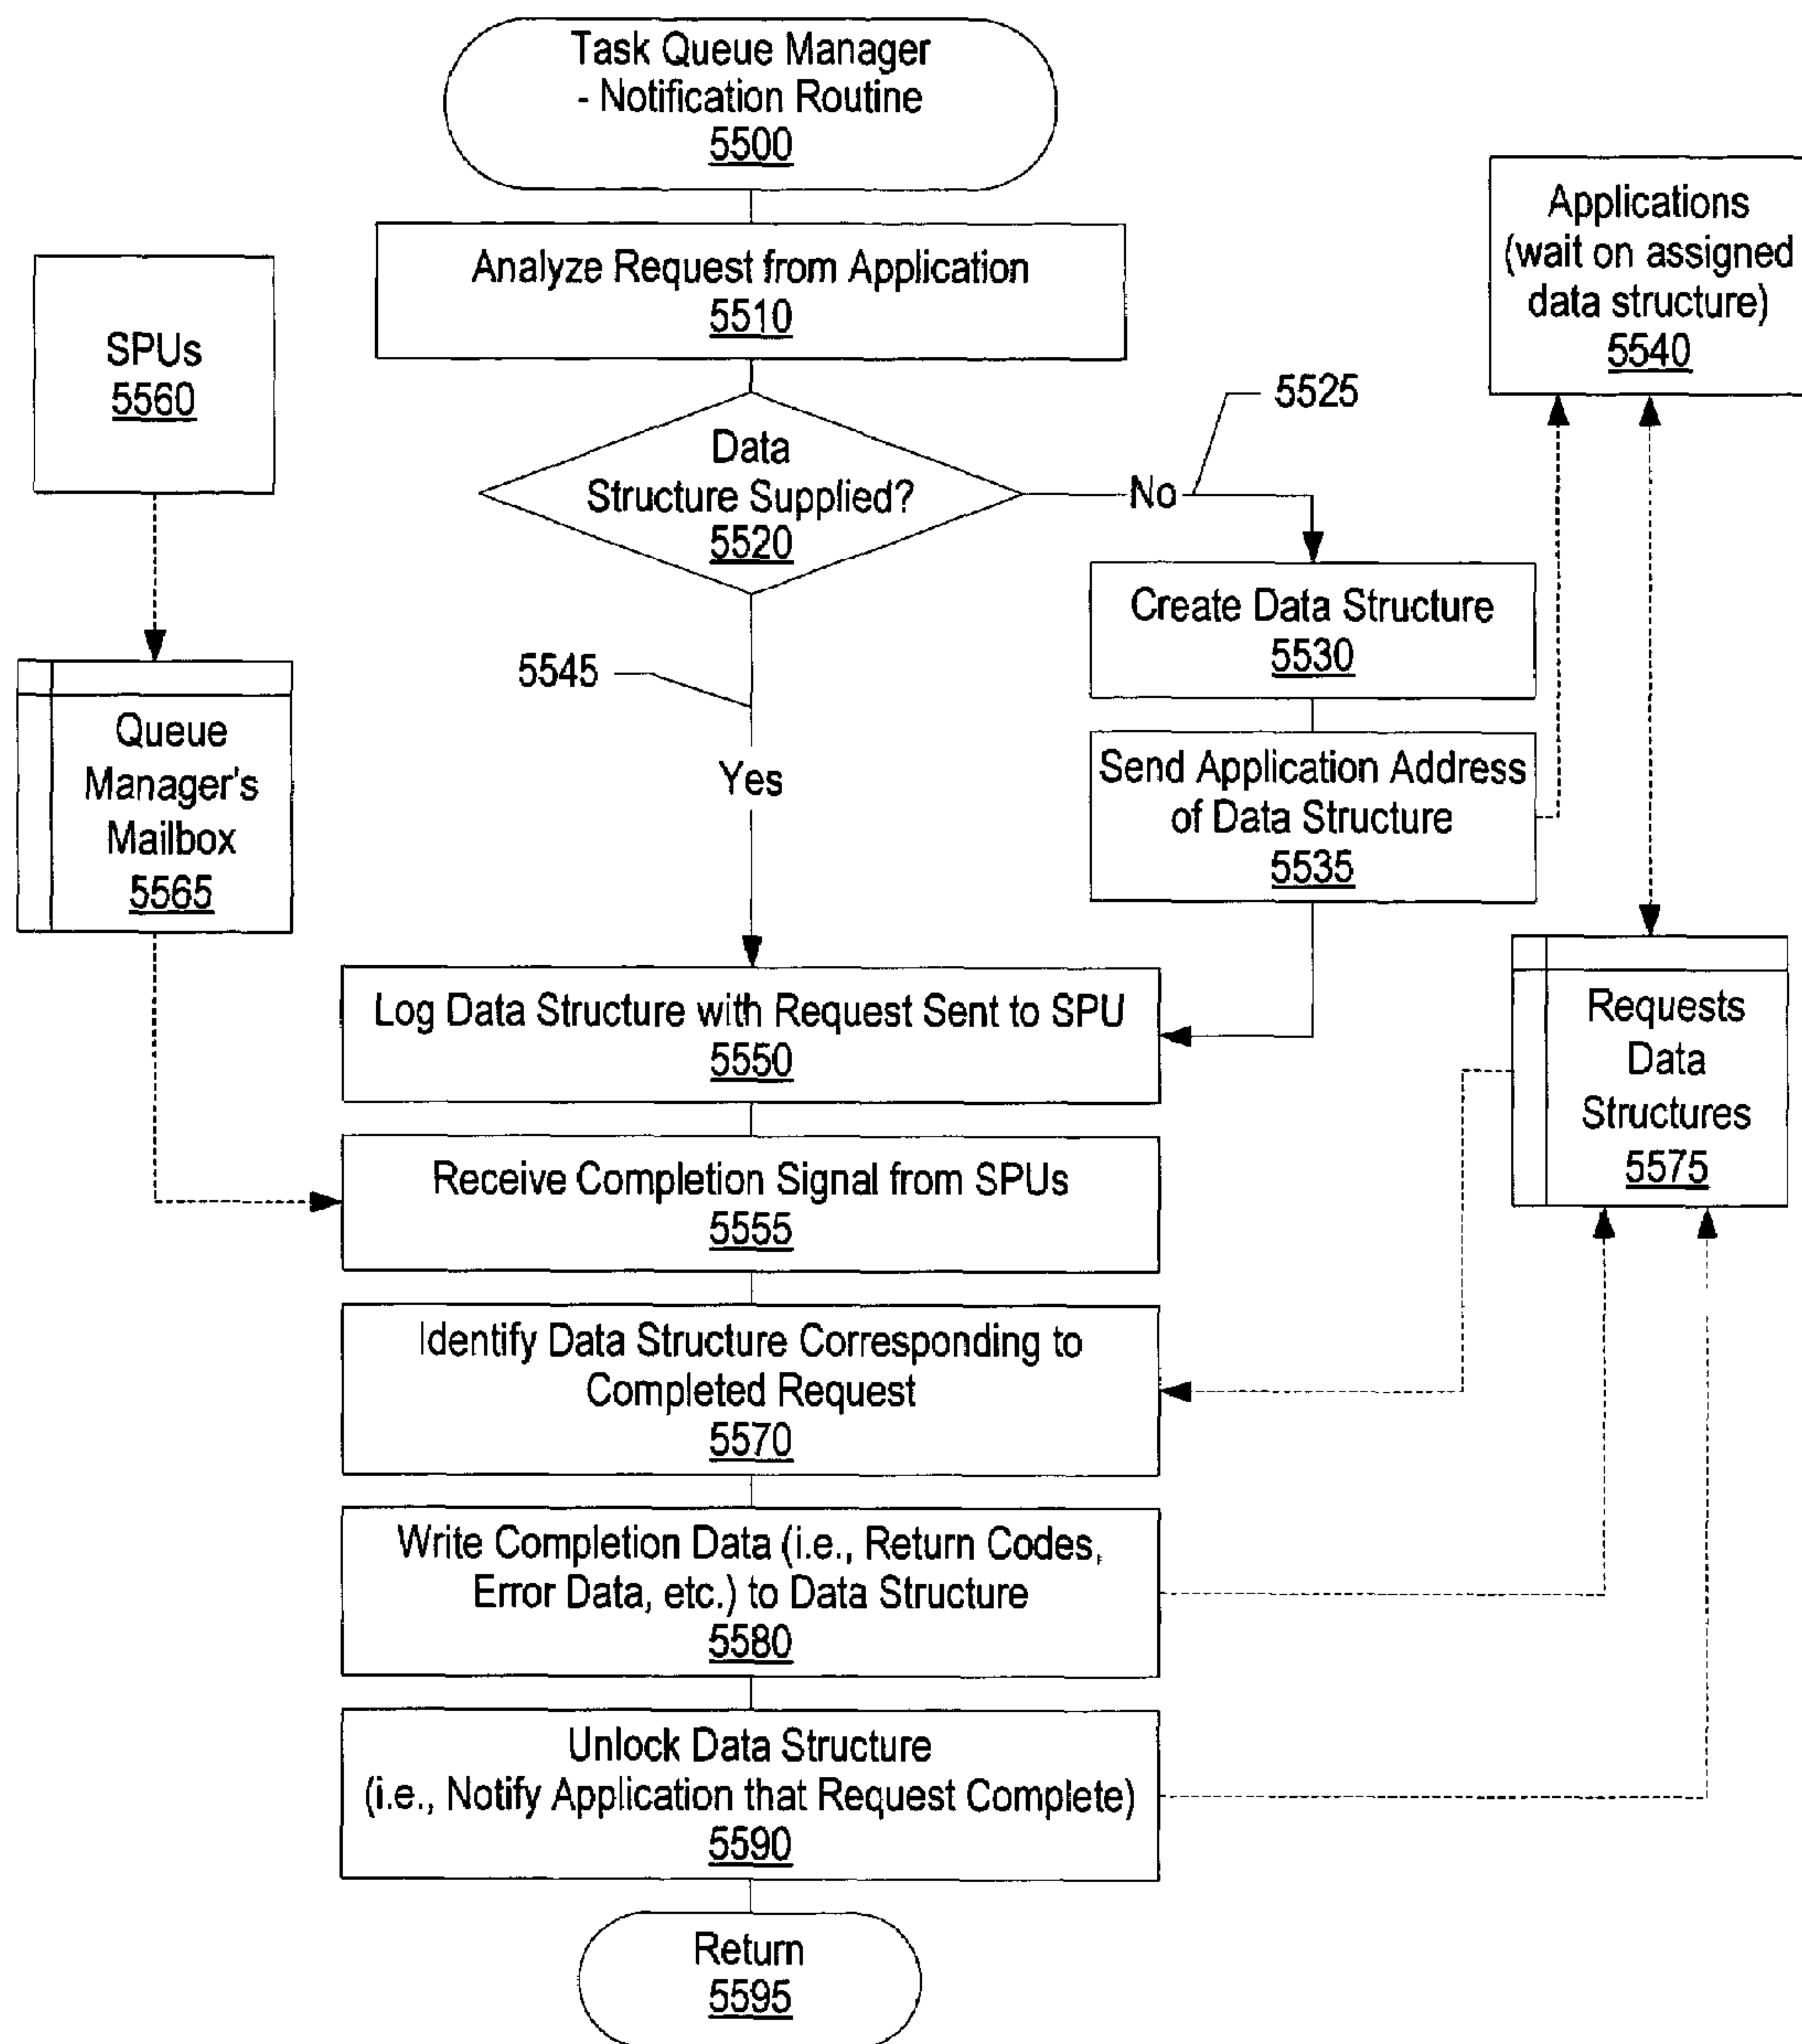 Task Queue Manager
- Notification Routine
5500
Analyze Request from Application
5510
Applications
(wait on assigned
data structure)
5540
SPUs
5560
Data
Structure Supplied?
5520
No
5525
Create Data Structure
5530
5545
Yes
Send Application Address
of Data Structure
5535
Queue
Manager's
Mailbox
5565
Log Data Structure with Request Sent to SPU
5550
Requests
Data
Structures
5575
Receive Completion Signal from SPUs
5555
Identify Data Structure Corresponding to
Completed Request
5570
Write Completion Data (i.e., Return Codes,
Error Data, etc.) to Data Structure
5580
Unlock Data Structure
(i.e., Notify Application that Request Complete)
5590
Return
5595